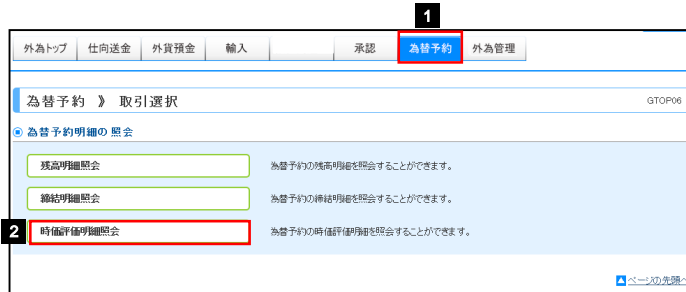 1
外為トップ 仕向送金 外貨預金 輸入 承認 為替予約 外為管理
為替予約 》 取引選択 GTOP06
為替予約明細の照会
残高明細照会 為替予約の残高明細を照会することができます。
締結明細照会 為替予約の締結明細を照会することができます。
2 時価評価明細照会 為替予約の時価評価明細を照会することができます。
ページの先頭へ